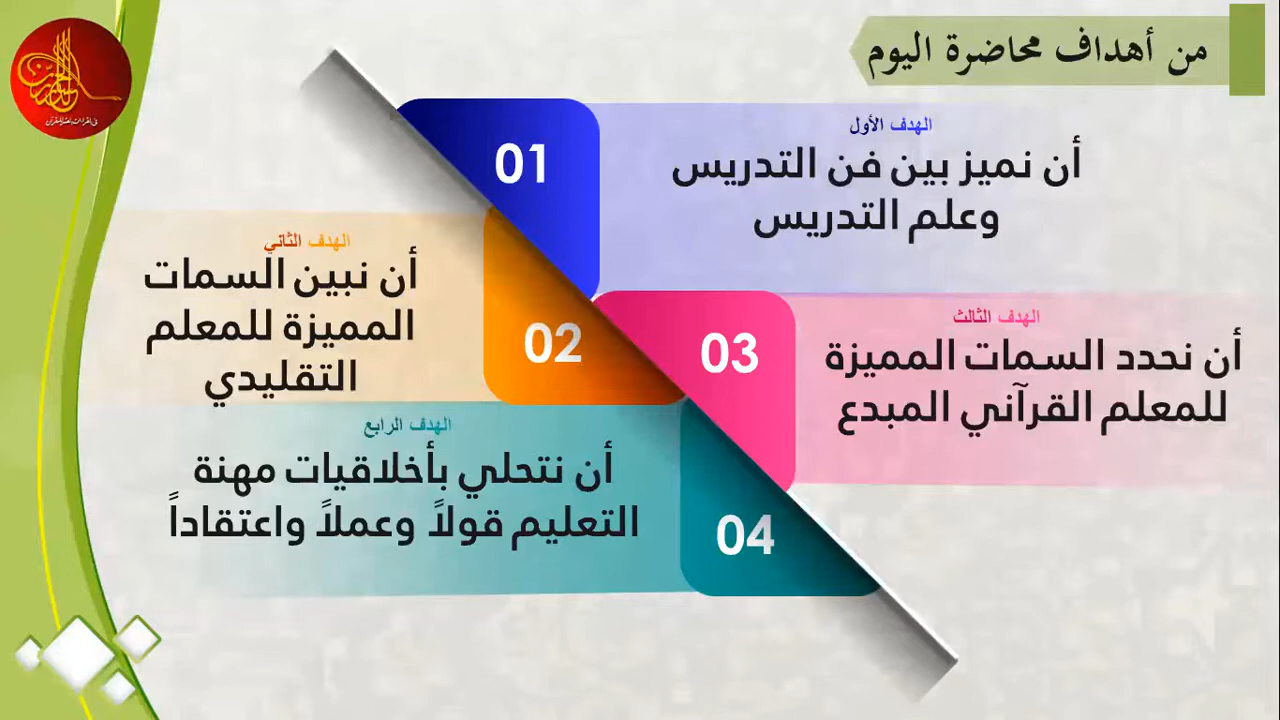 من أهداف محاضرة اليوم
01
الهدف الأول
أن نميز بين فن التدريس
وعلم التدريس
02
الهدف الثاني
أن نبين السمات
المميزة للمعلم
التقليدي
03
الهدف الثالث
أن نحدد السمات المميزة
للمعلم القرآني المبدع
04
الهدف الرابع
أن نتحلي بأخلاقيات مهنة
التعليم قولاً وعملاً واعتقاداً